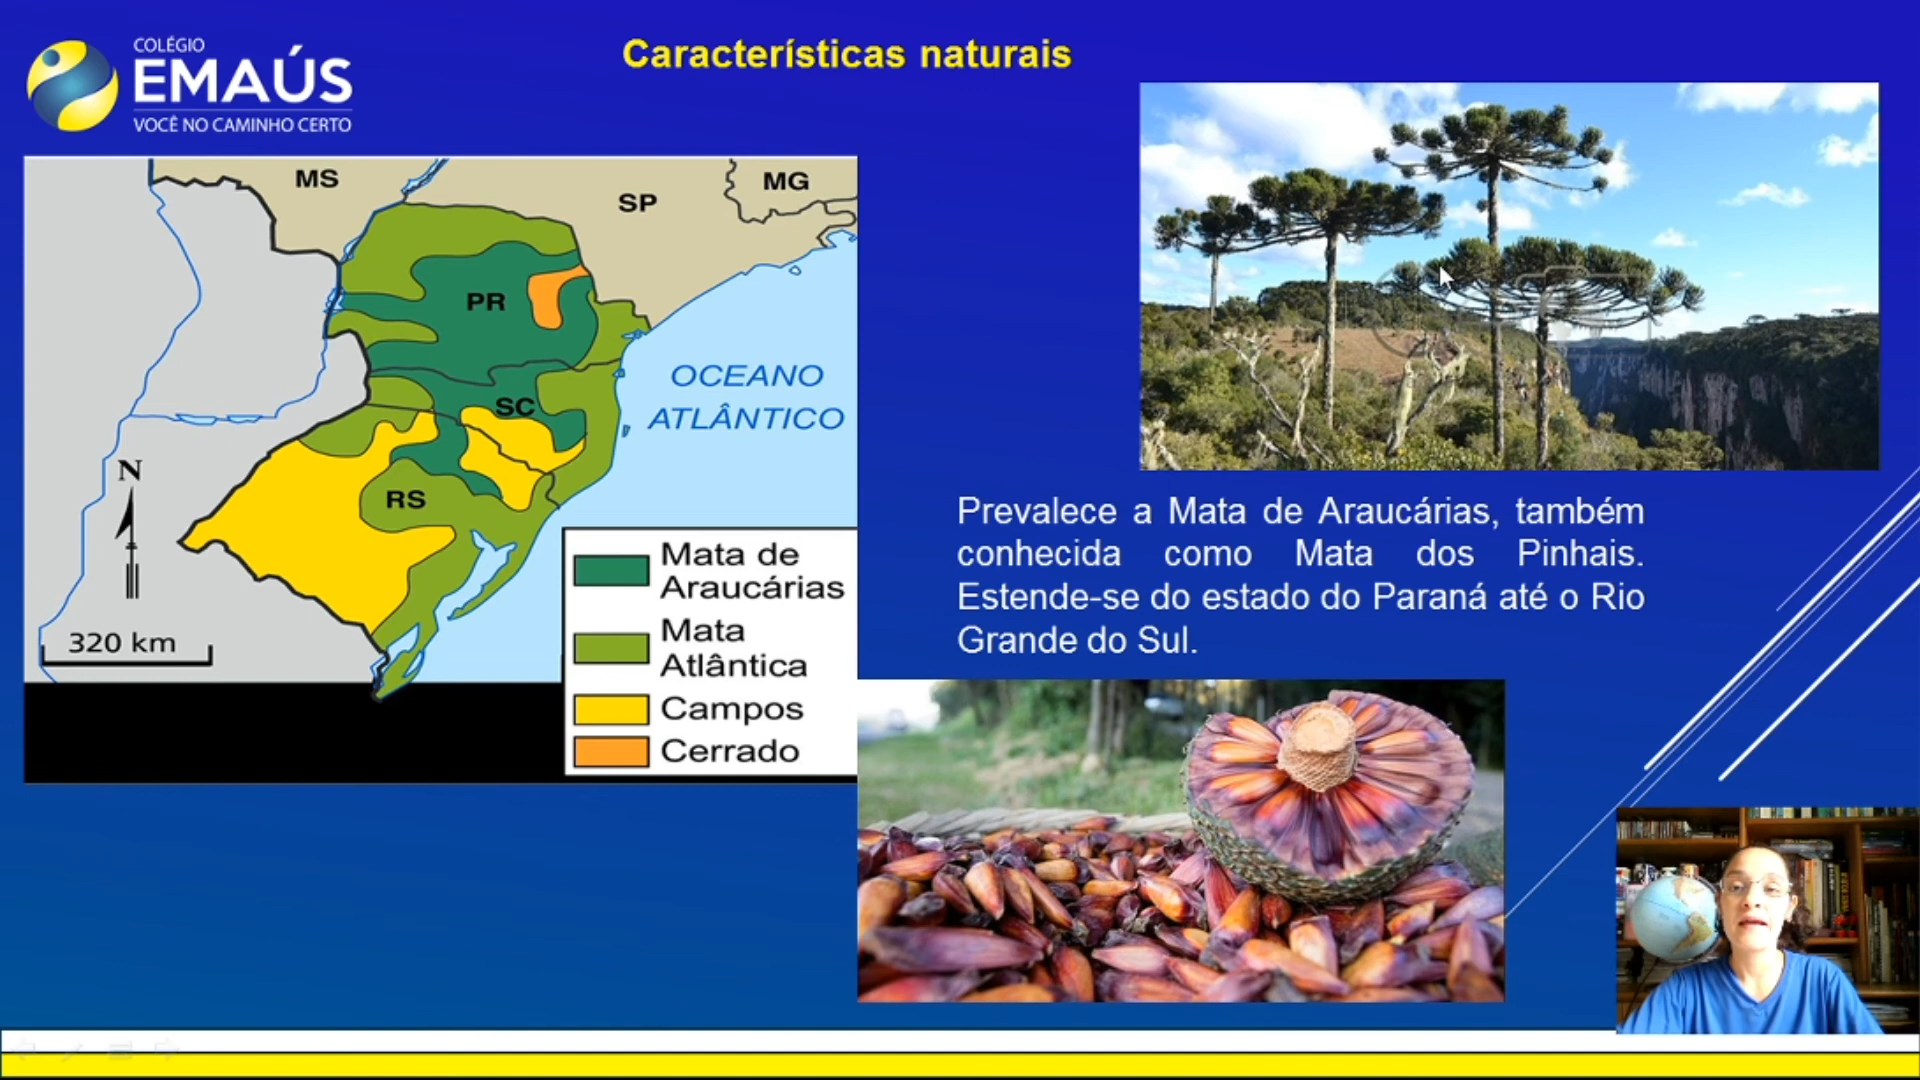 COLÉGIO
EMAÚS
VOCÊ NO CAMINHO CERTO
Características naturais
MS
SP
MG
PR
SC
RS
OCEANO
ATLÂNTICO
N
320 km
Mata de
Araucárias
Mata
Atlântica
Campos
Cerrado
Prevalece a Mata de Araucárias, também
conhecida como Mata dos Pinhais.
Estende-se do estado do Paraná até o Rio
Grande do Sul.